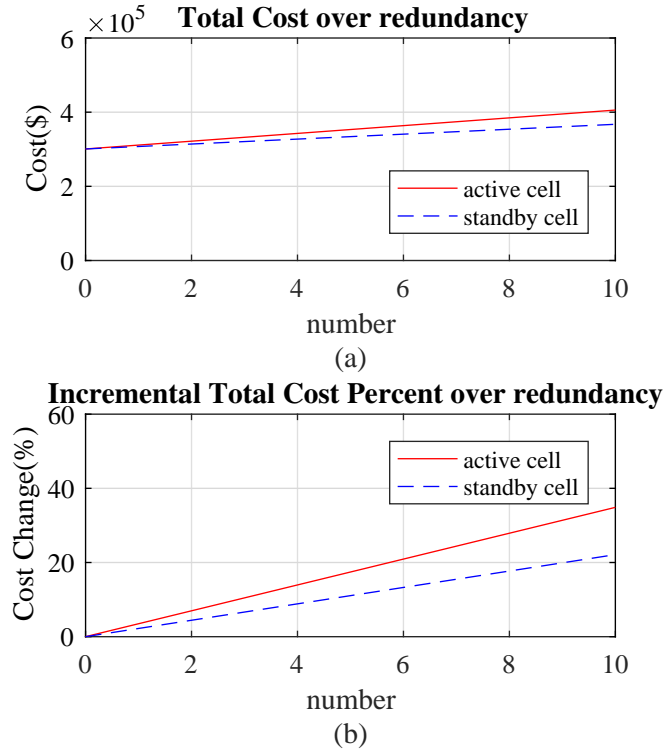 Total Cost over redundancy
×10⁵
6
4
2
0
Cost($)
active cell
standby cell
0 2 4 6 8 10
number
(a)
Incremental Total Cost Percent over redundancy
60
40
20
0
Cost Change(%)
active cell
standby cell
0 2 4 6 8 10
number
(b)